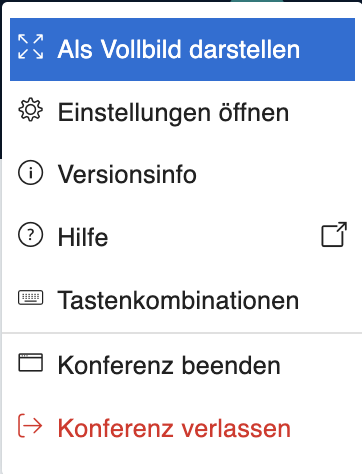 Als Vollbild darstellen
Einstellungen öffnen
Versionsinfo
Hilfe
Tastenkombinationen
Konferenz beenden
Konferenz verlassen